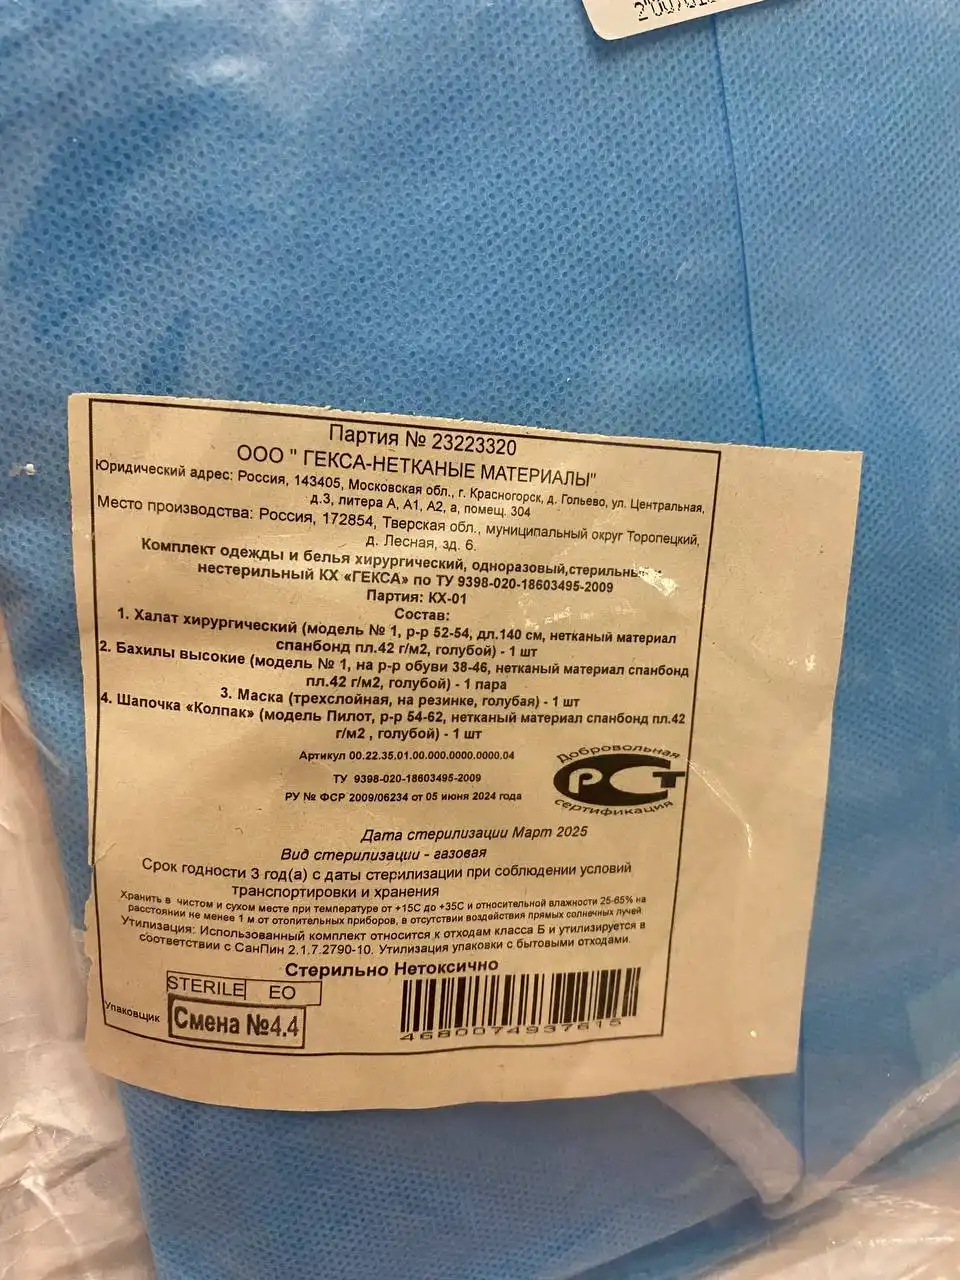 Партия № 23223320
ООО " ГЕКСА-НЕТКАНЫЕ МАТЕРИАЛЫ"
Юридический адрес: Россия, 143405, Московская обл., г. Красногорск, д. Гольево, ул. Центральная,
д.3, литера А, А1, А2, а, помещ. 304
Место производства: Россия, 172854, Тверская обл., муниципальный округ Торопецкий,
д. Лесная, зд. 6.
Комплект одежды и белья хирургический, одноразовый,стерильный
нестерильный КХ «ГЕКСА» по ТУ 9398-020-18603495-2009
Партия: КХ-01
Состав:
1. Халат хирургический (модель № 1, р-р 52-54, дл.140 см, нетканый материал
спанбонд пл.42 г/м2, голубой) - 1 шт
2. Бахилы высокие (модель № 1, на р-р обуви 38-46, нетканый материал спанбонд
пл.42 г/м2, голубой) - 1 пара
3. Маска (трехслойная, на резинке, голубая) - 1 шт
4. Шапочка «Колпак» (модель Пилот, р-р 54-62, нетканый материал спанбонд пл.42
г/м2 , голубой) - 1 шт
Артикул 00.22.35.01.00.000.0000.0000.04
ТУ 9398-020-18603495-2009
РУ № ФСР 2009/06234 от 05 июня 2024 года
Добровольная
РСТ
сертификация
Дата стерилизации Март 2025
Вид стерилизации - газовая
Срок годности 3 год(а) с даты стерилизации при соблюдении условий
транспортировки и хранения
Хранить в чистом и сухом месте при температуре от +15С до +35С и относительной влажности 25-65% на
расстоянии не менее 1 м от отопительных приборов, в отсутствии воздействия прямых солнечных лучей
Утилизация: Использованный комплект относится к отходам класса Б и утилизируется в
соответствии с СанПин 2.1.7.2790-10. Утилизация упаковки с бытовыми отходами.
Стерильно Нетоксично
STERILE EO
Упаковщик
Смена №4.4
4680074937615